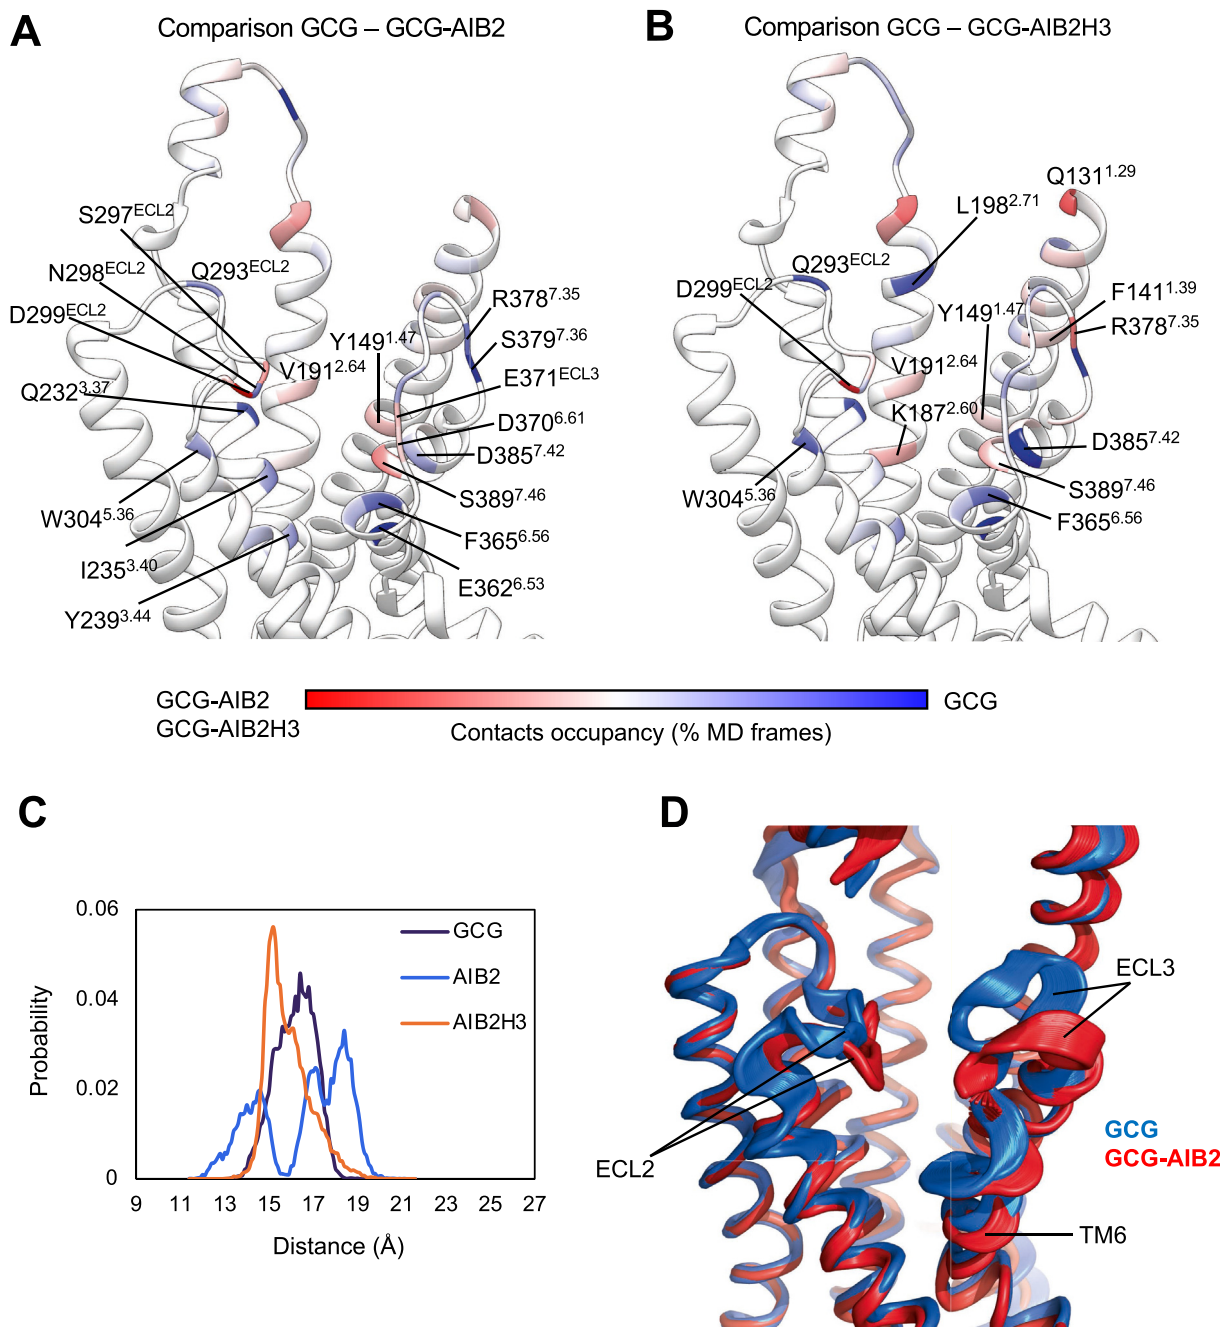 A
Comparison GCG – GCG-AIB2
S297ECL2
N298ECL2
Q293ECL2
D299ECL2
Q2323.37
Y1491.47
V1912.64
R3787.35
S3797.36
E371ECL3
D3706.61
D3857.42
S3897.46
F3656.56
E3626.53
W3045.36
I2353.40
Y2393.44
B
Comparison GCG – GCG-AIB2H3
Q1311.29
L1982.71
Q293ECL2
D299ECL2
Y1491.47
F1411.39
R3787.35
V1912.64
K1872.60
D3857.42
S3897.46
F3656.56
W3045.36
GCG-AIB2
GCG-AIB2H3
GCG
Contacts occupancy (% MD frames)
C
Probability
0.06
0.04
0.02
0
9 11 13 15 17 19 21 23 25 27
Distance (Å)
GCG
AIB2
AIB2H3
D
ECL3
ECL2
GCG
GCG-AIB2
TM6